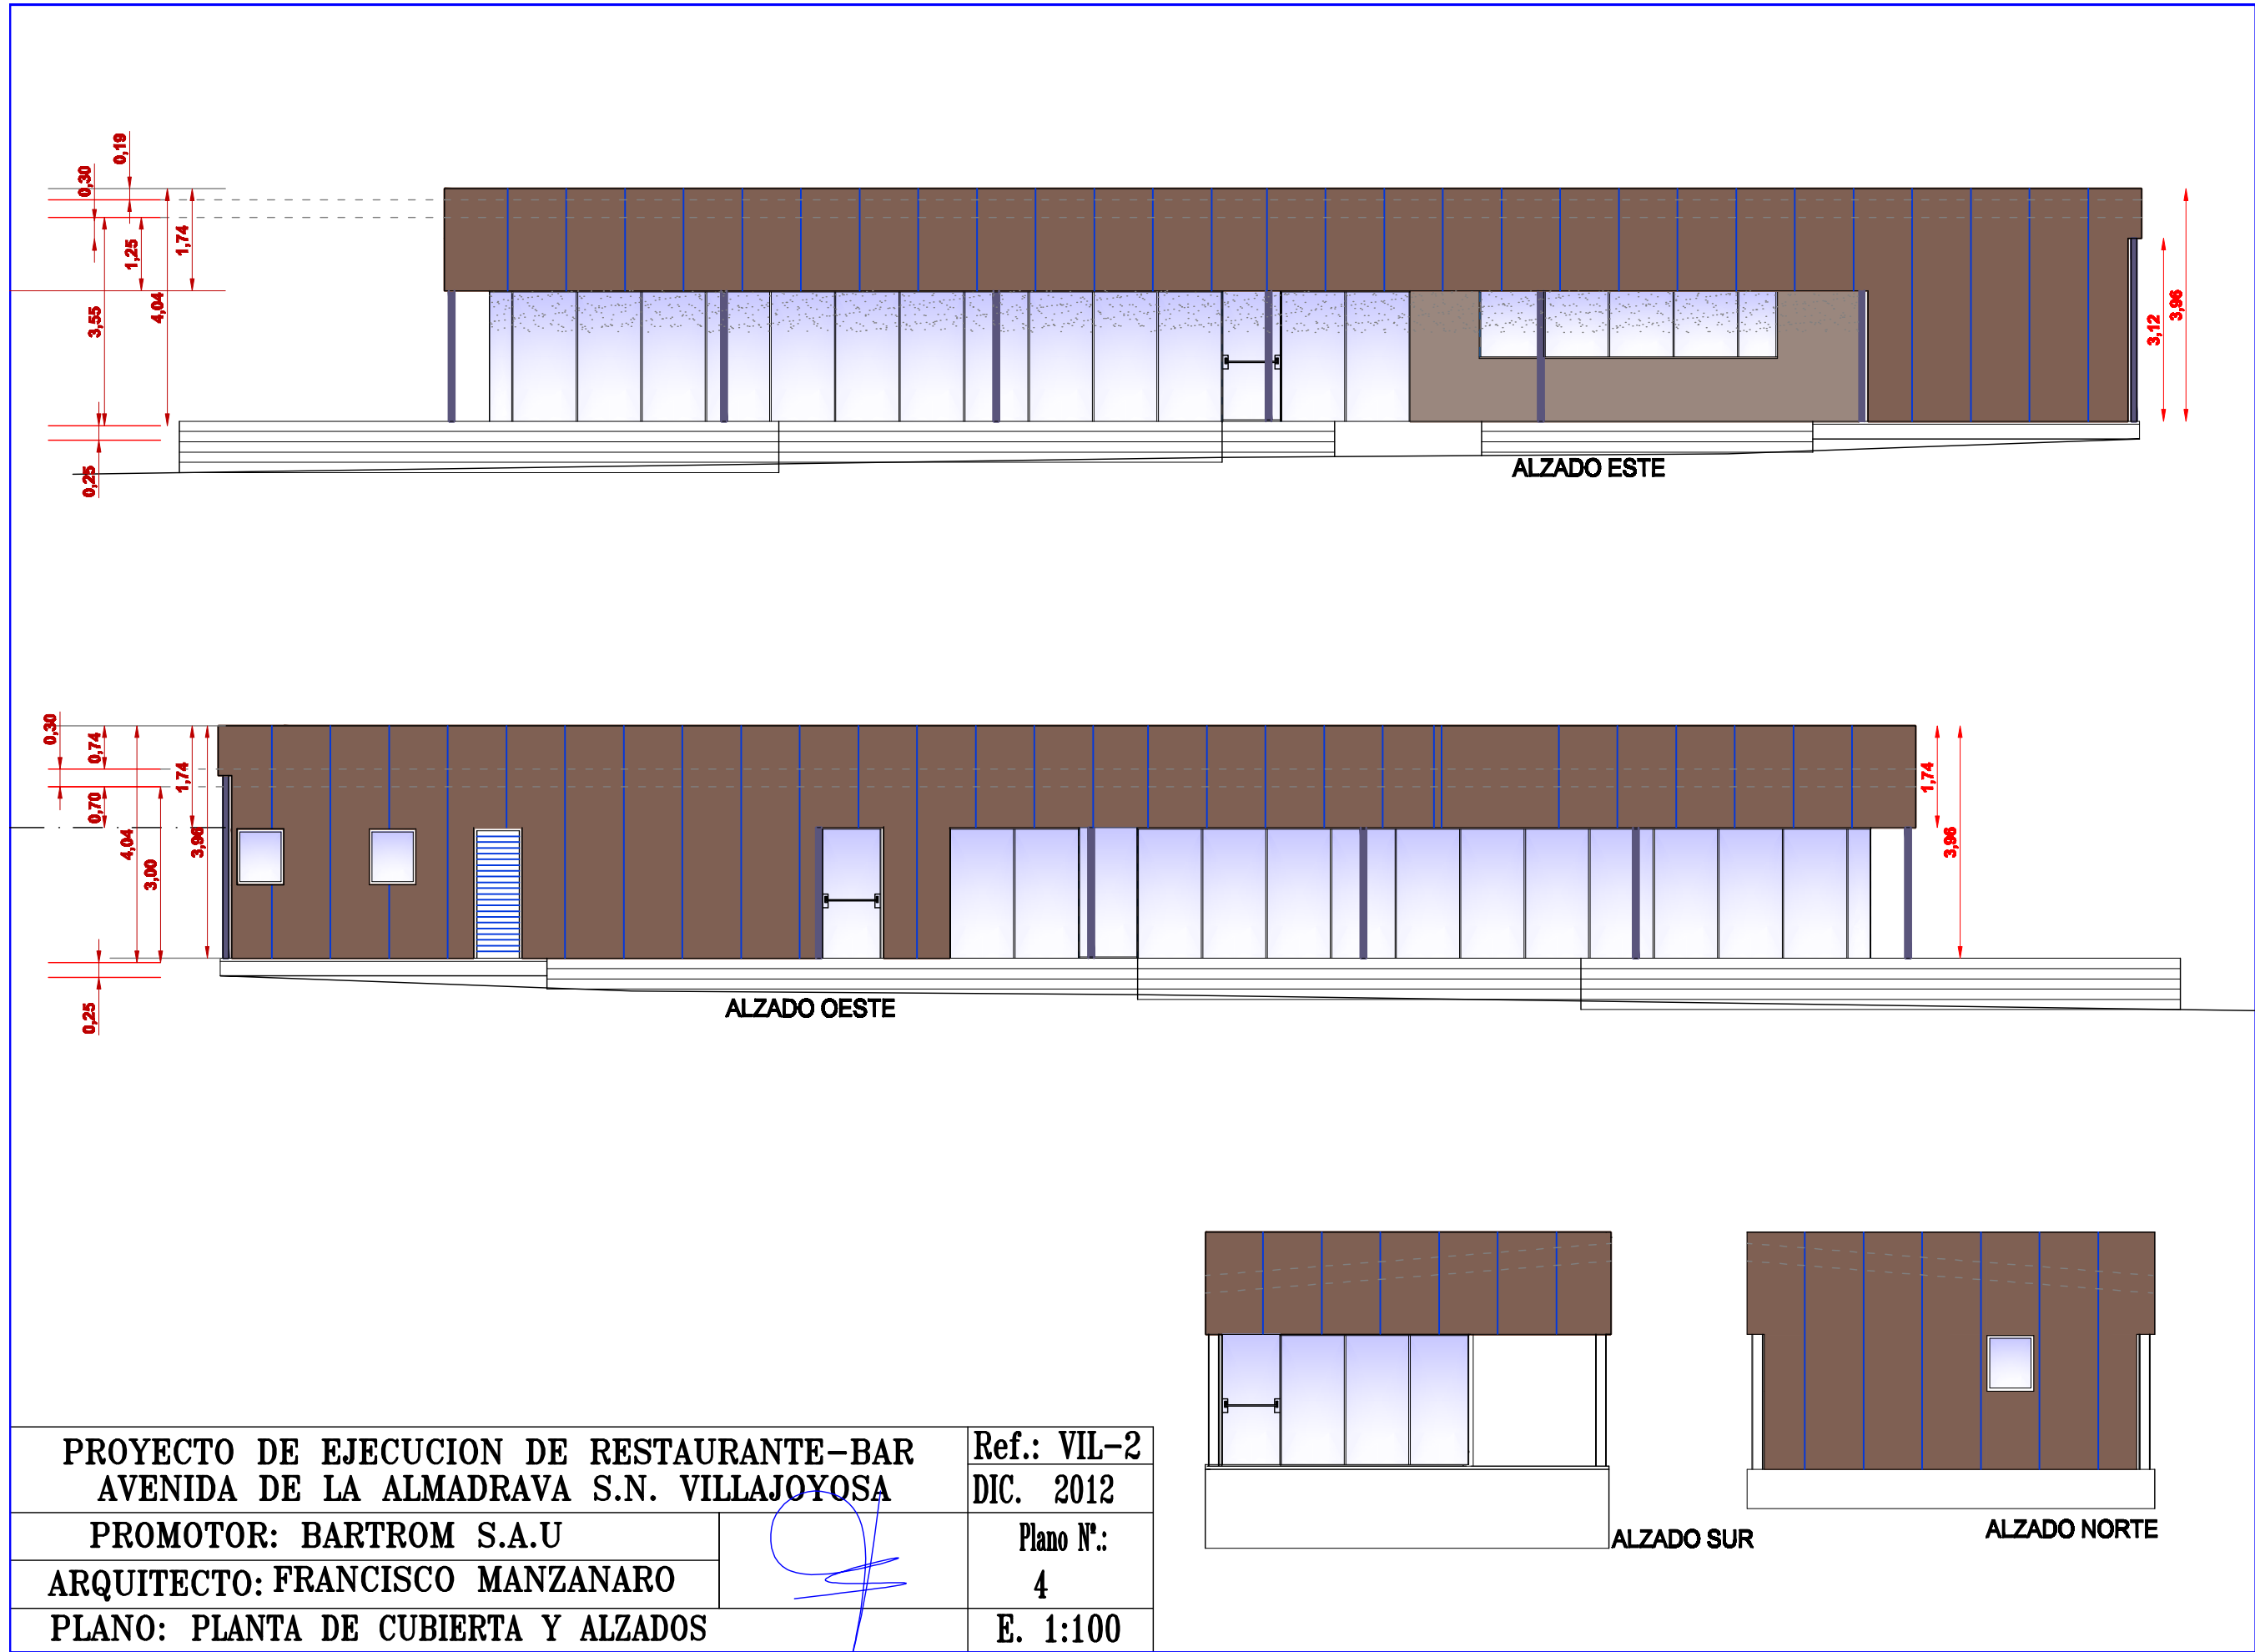 0,19
0,30
1,74
1,25
4,04
3,55
0,25
3,96
3,12
ALZADO ESTE
0,30
0,74
1,74
0,70
4,04
3,96
3,00
0,25
1,74
3,96
ALZADO OESTE
ALZADO SUR
ALZADO NORTE
PROYECTO DE EJECUCION DE RESTAURANTE-BAR
AVENIDA DE LA ALMADRAVA S.N. VILLAJOYOSA
Ref.: VIL-2
DIC. 2012
PROMOTOR: BARTROM S.A.U
ARQUITECTO: FRANCISCO MANZANARO
Plano Nº.:
4
PLANO: PLANTA DE CUBIERTA Y ALZADOS
E. 1:100